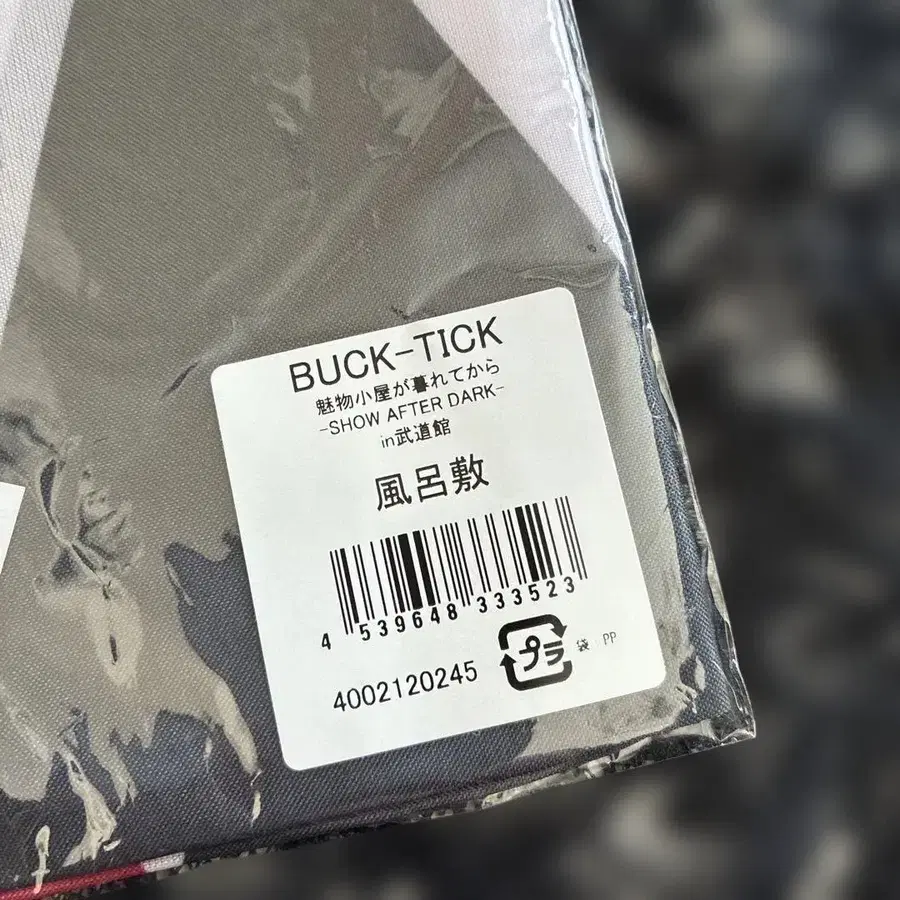 BUCK-TICK
魅物小屋が暮れてから
-SHOW AFTER DARK-
in武道館
風呂敷
4 539648 333523
4002120245
プラ 袋:PP